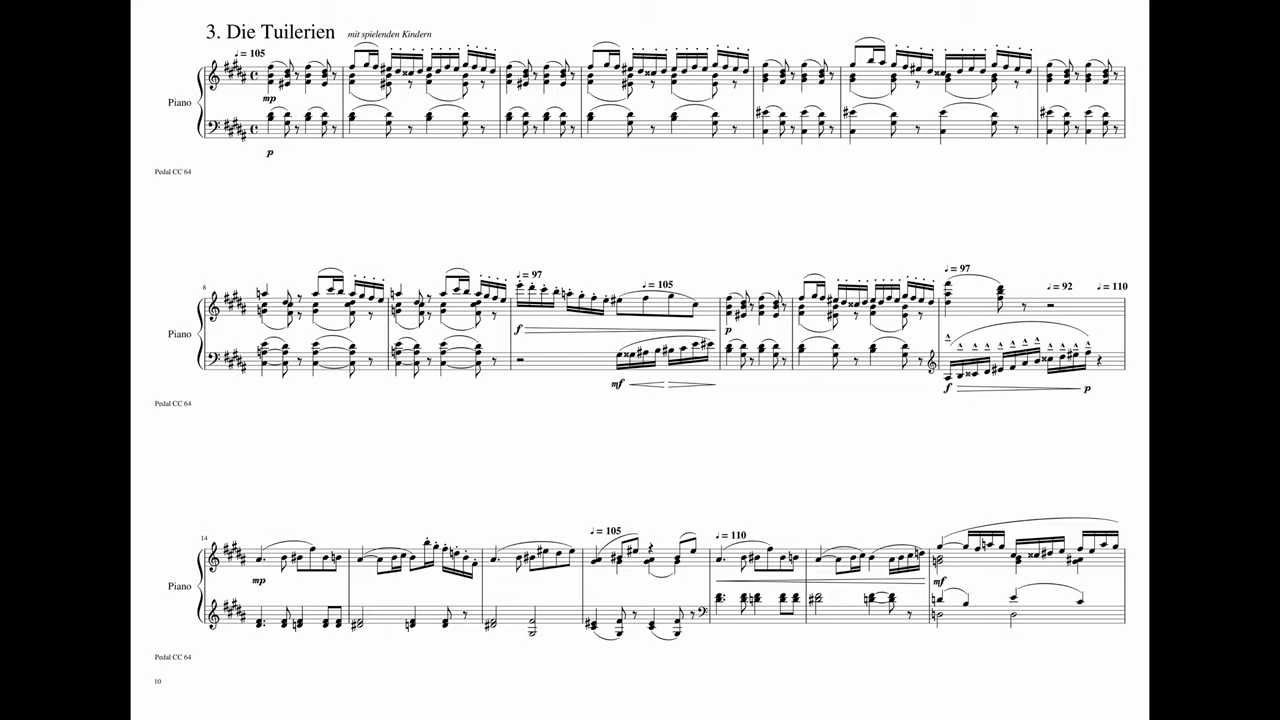 3. Die Tuilerien mit spielenden Kindern
♩ = 105
Piano
mp
p
Pedal CC 64
8
♩ = 97
♩ = 105
♩ = 97
♩ = 92
♩ = 110
Piano
f
p
mf
f
p
Pedal CC 64
14
♩ = 105
♩ = 110
Piano
mp
mf
Pedal CC 64
10